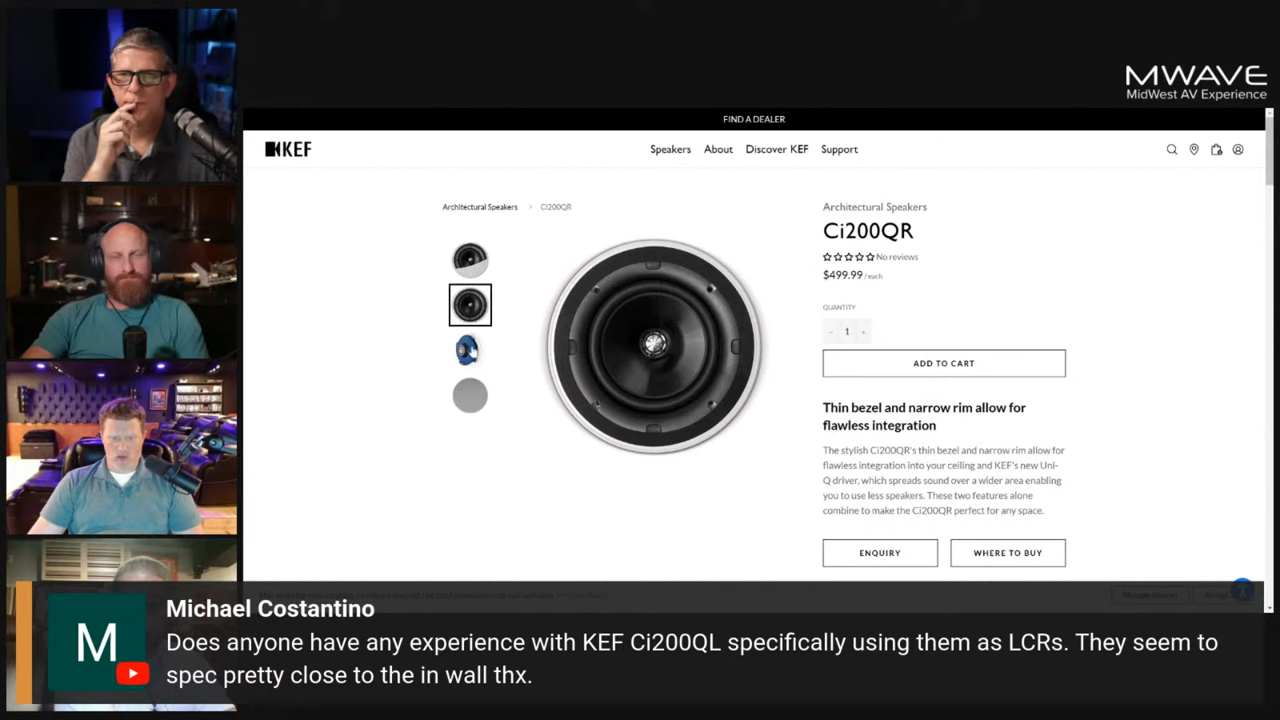 MWAVE
MidWest AV Experience
FIND A DEALER
KEF
Speakers About Discover KEF Support
Architectural Speakers > Ci200QR
Architectural Speakers
Ci200QR
No reviews
$499.99 /each
QUANTITY
- 1 +
ADD TO CART
Thin bezel and narrow rim allow for
flawless integration
The stylish Ci200QR's thin bezel and narrow rim allow for
flawless integration into your ceiling and KEF's new Uni-
Q driver, which spreads sound over a wider area enabling
you to use less speakers. These two features alone
combine to make the Ci200QR perfect for any space.
ENQUIRY WHERE TO BUY
M
Michael Costantino
Does anyone have any experience with KEF Ci200QL specifically using them as LCRs. They seem to
spec pretty close to the in wall thx.